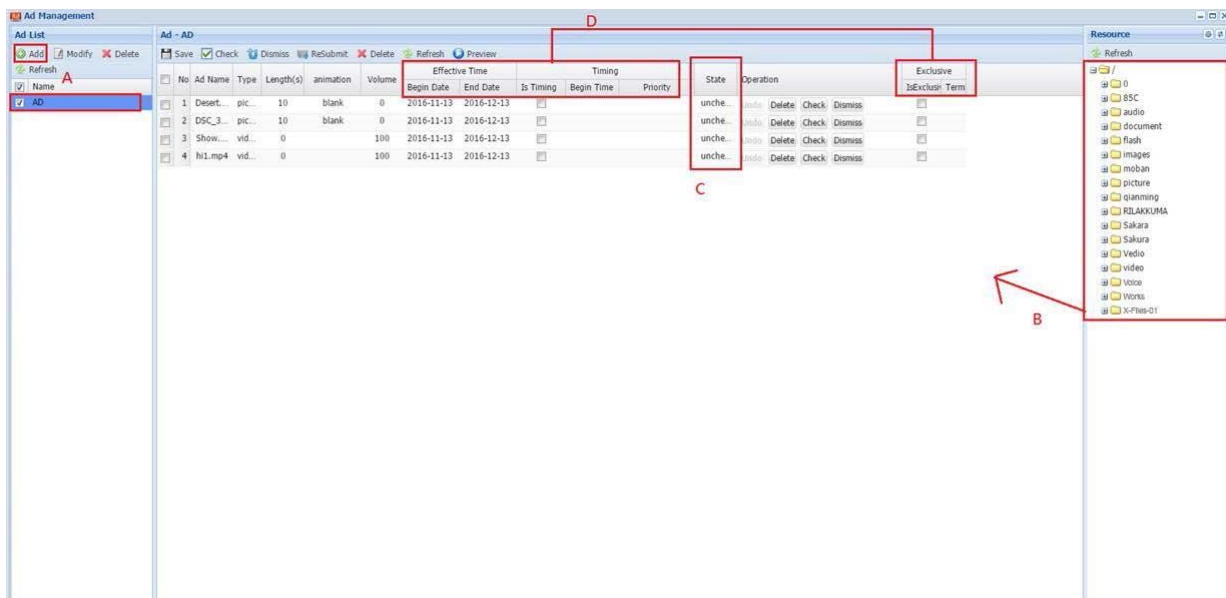 Ad Management
D
Ad List
Ad - AD
Resource
Add Modify Delete
Save Check Dismiss ReSubmit Delete Refresh Preview
Refresh
Refresh
A
Name
AD
No Ad Name Type Length(s) animation Volume Effective Time Timing State Operation Exclusive
Begin Date End Date Is Timing Begin Time Priority IsExclusiv Term
1 Desert.... pic... 10 blank 0 2016-11-13 2016-12-13 unche... Undo Delete Check Dismiss
2 DSC_3... pic... 10 blank 0 2016-11-13 2016-12-13 unche... Undo Delete Check Dismiss
3 Show.... vid... 0 100 2016-11-13 2016-12-13 unche... Undo Delete Check Dismiss
4 hi1.mp4 vid... 0 100 2016-11-13 2016-12-13 unche... Undo Delete Check Dismiss
C
/
0
85C
audio
document
flash
images
moban
picture
qianming
RILAKKUMA
Sakara
Sakura
Vedio
video
Voice
Works
X-Files-01
B